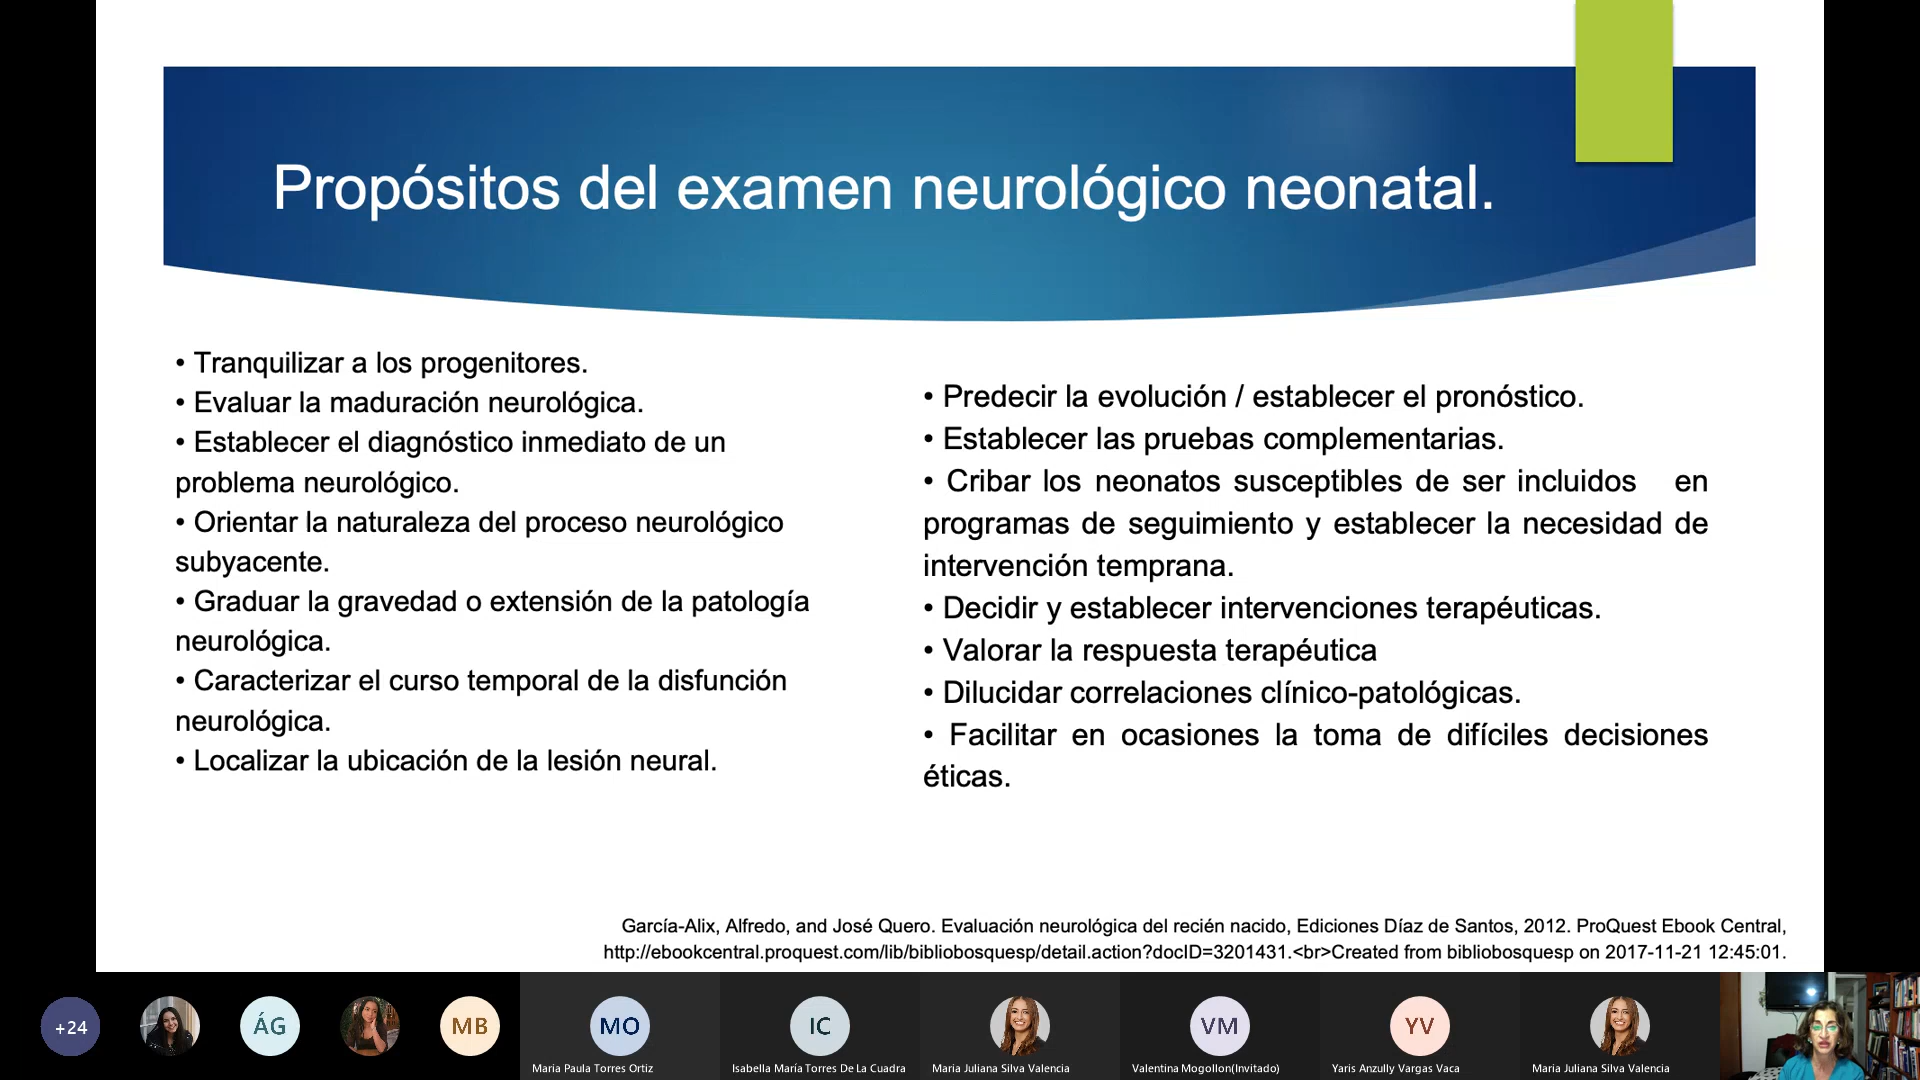 Propósitos del examen neurológico neonatal.
• Tranquilizar a los progenitores.
• Evaluar la maduración neurológica.
• Establecer el diagnóstico inmediato de un
problema neurológico.
• Orientar la naturaleza del proceso neurológico
subyacente.
• Graduar la gravedad o extensión de la patología
neurológica.
• Caracterizar el curso temporal de la disfunción
neurológica.
• Localizar la ubicación de la lesión neural.
• Predecir la evolución / establecer el pronóstico.
• Establecer las pruebas complementarias.
• Cribar los neonatos susceptibles de ser incluidos en
programas de seguimiento y establecer la necesidad de
intervención temprana.
• Decidir y establecer intervenciones terapéuticas.
• Valorar la respuesta terapéutica
• Dilucidar correlaciones clínico-patológicas.
• Facilitar en ocasiones la toma de difíciles decisiones
éticas.
García-Alix, Alfredo, and José Quero. Evaluación neurológica del recién nacido, Ediciones Díaz de Santos, 2012. ProQuest Ebook Central,
http://ebookcentral.proquest.com/lib/bibliobosquesp/detail.action?docID=3201431.<br>Created from bibliobosquesp on 2017-11-21 12:45:01.
+24
ÁG
MB
MO
IC
VM
YV
Maria Paula Torres Ortiz
Isabella María Torres De La Cuadra
Maria Juliana Silva Valencia
Valentina Mogollon(Invitado)
Yaris Anzully Vargas Vaca
Maria Juliana Silva Valencia